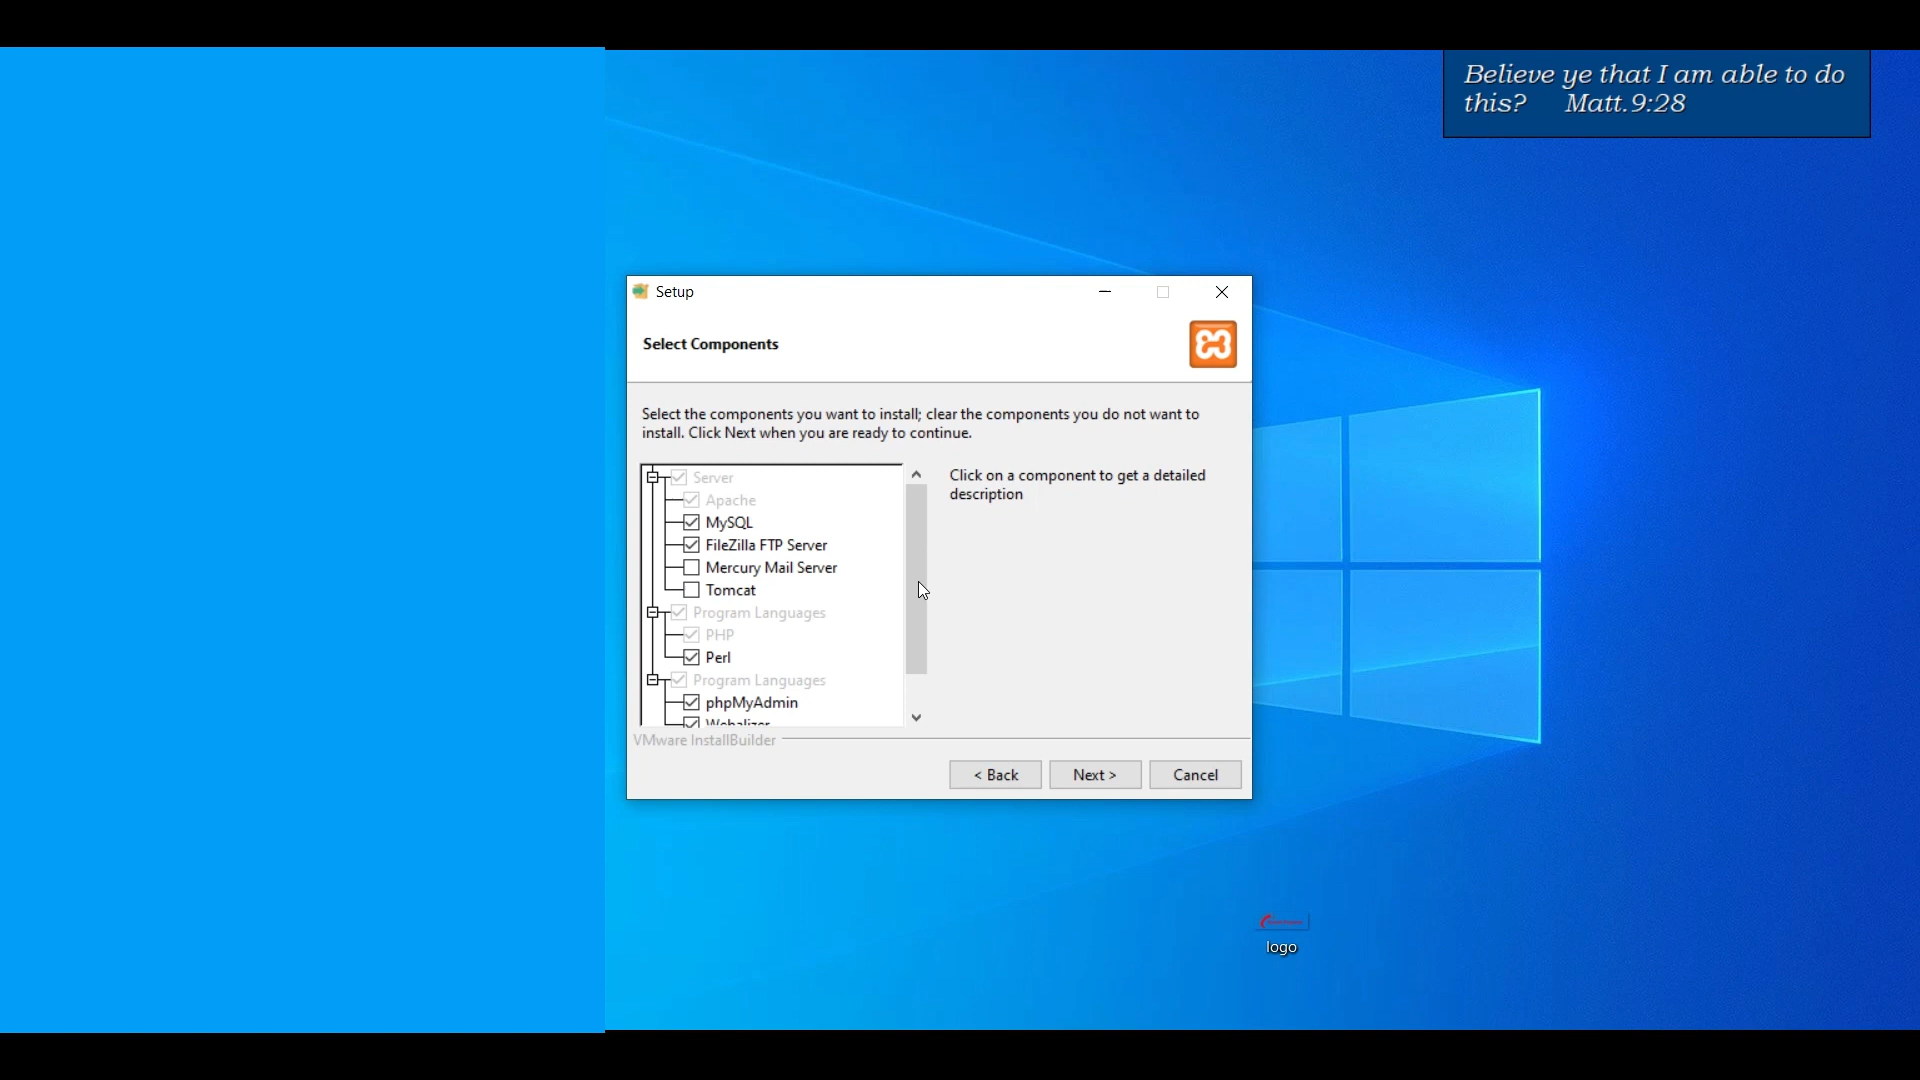 Believe ye that I am able to do
this? Matt.9:28
Setup
Select Components
Select the components you want to install; clear the components you do not want to
install. Click Next when you are ready to continue.
Server
Apache
MySQL
FileZilla FTP Server
Mercury Mail Server
Tomcat
Program Languages
PHP
Perl
Program Languages
phpMyAdmin
Webalizer
Click on a component to get a detailed
description
VMware InstallBuilder
< Back
Next >
Cancel
logo